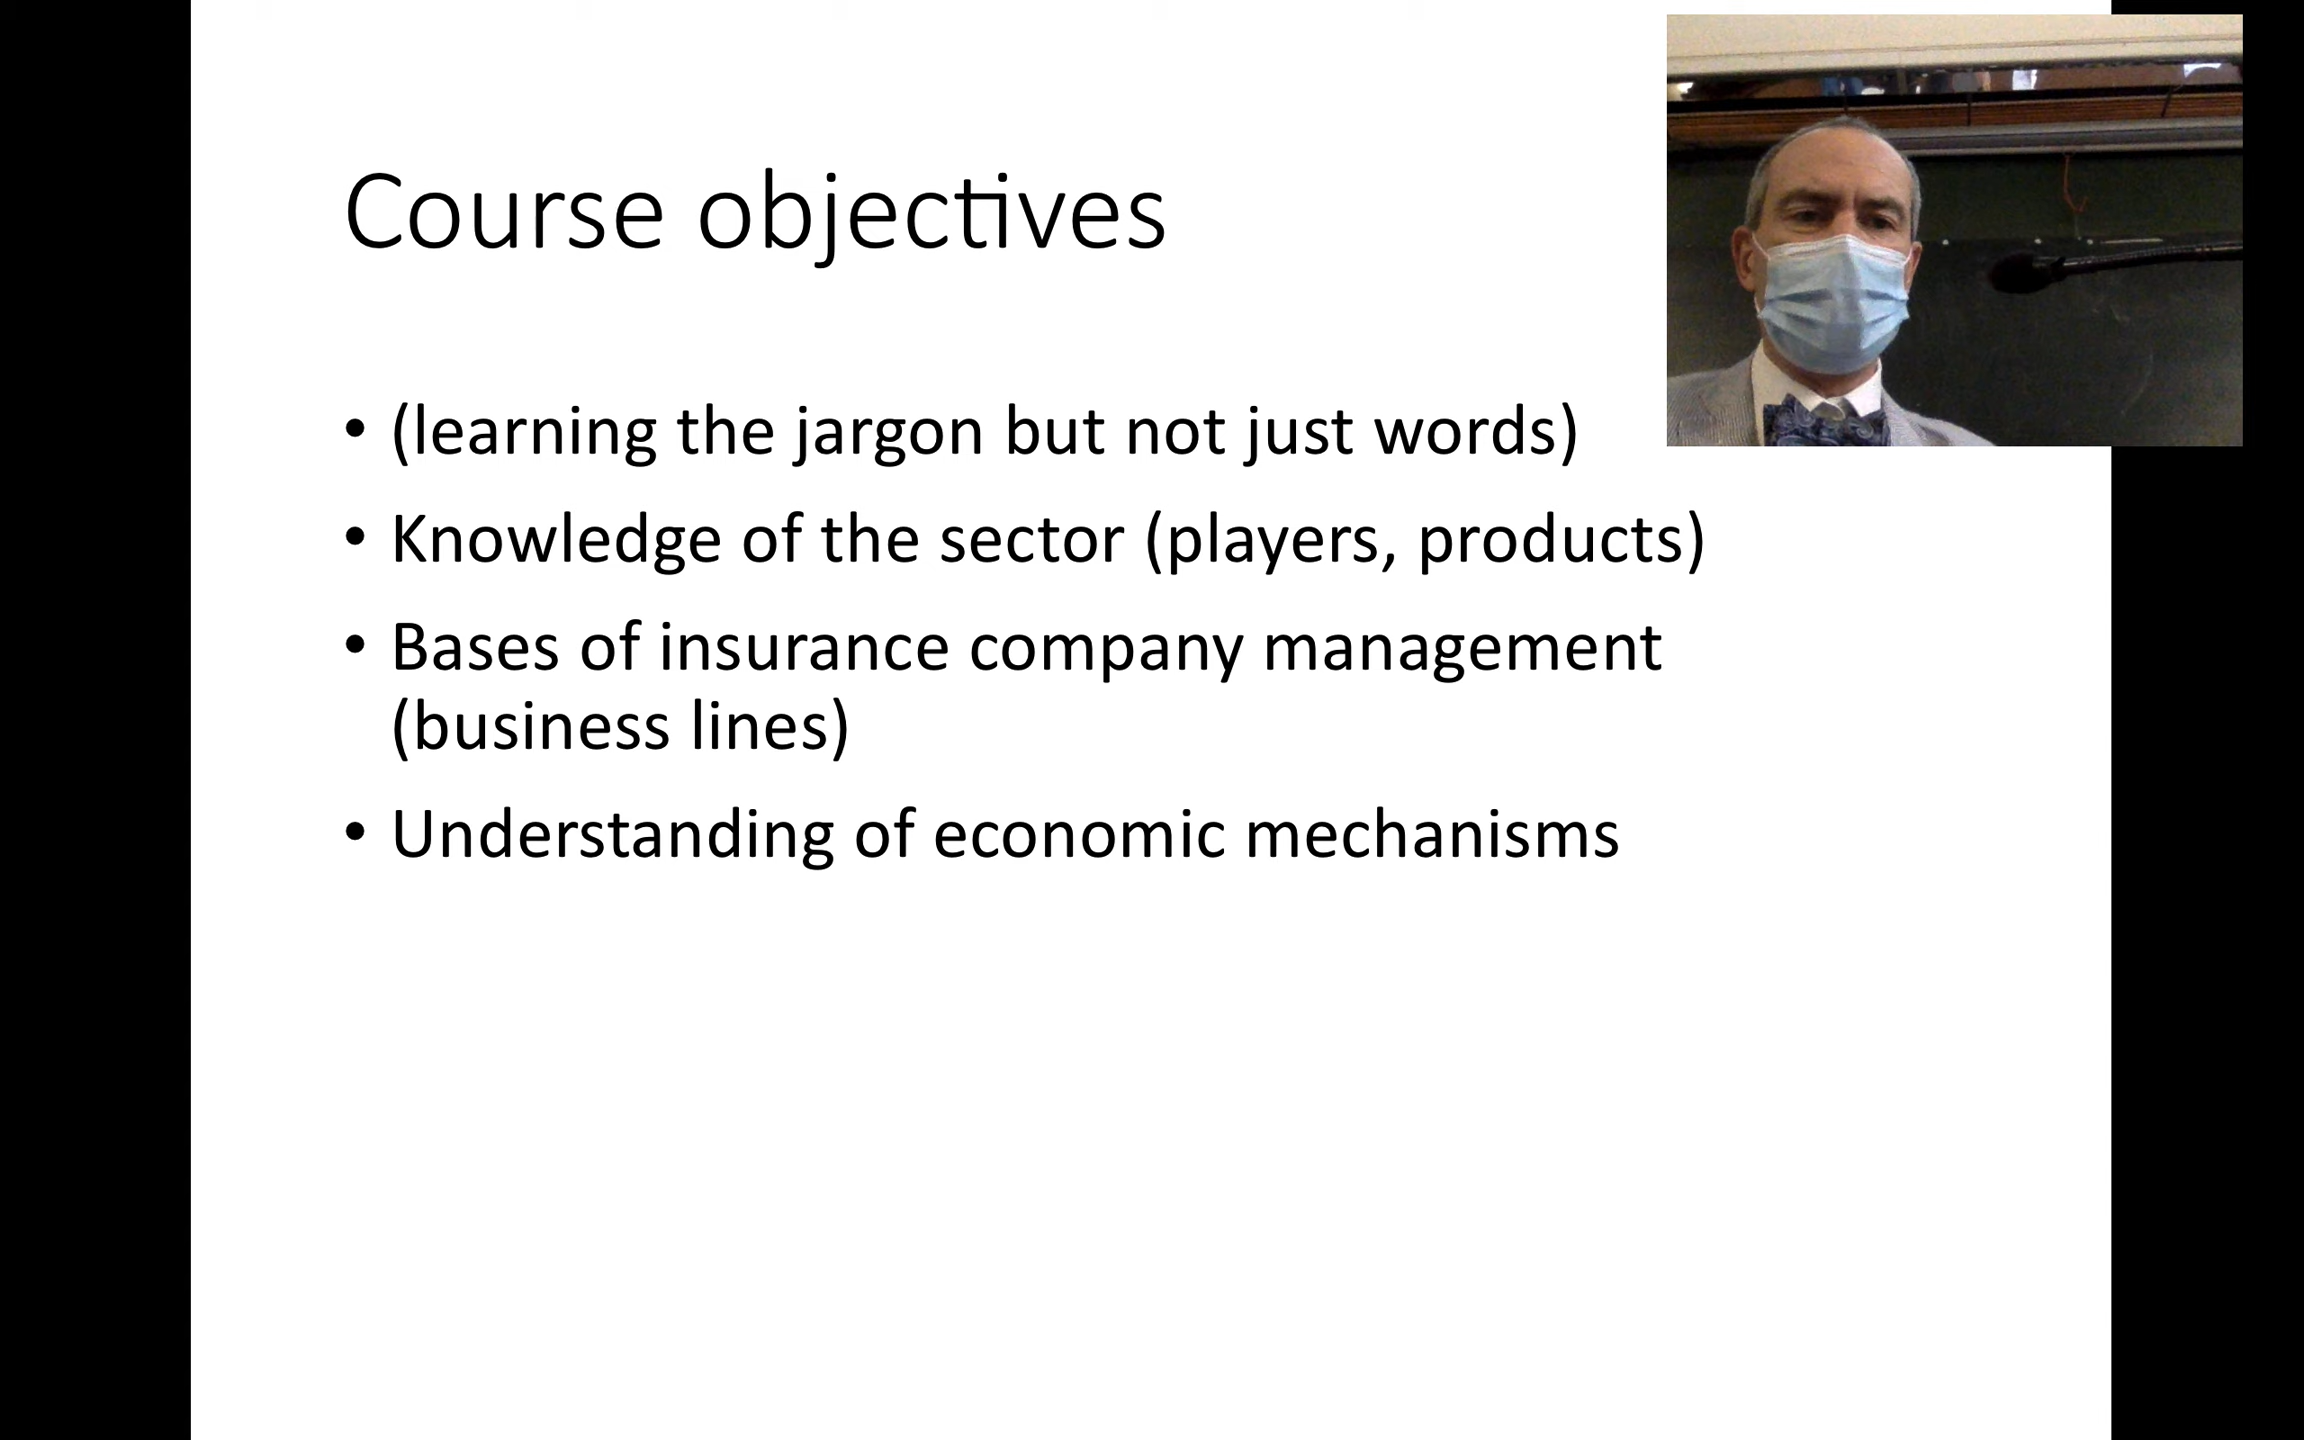 Course objectives
• (learning the jargon but not just words)
• Knowledge of the sector (players, products)
• Bases of insurance company management
(business lines)
• Understanding of economic mechanisms